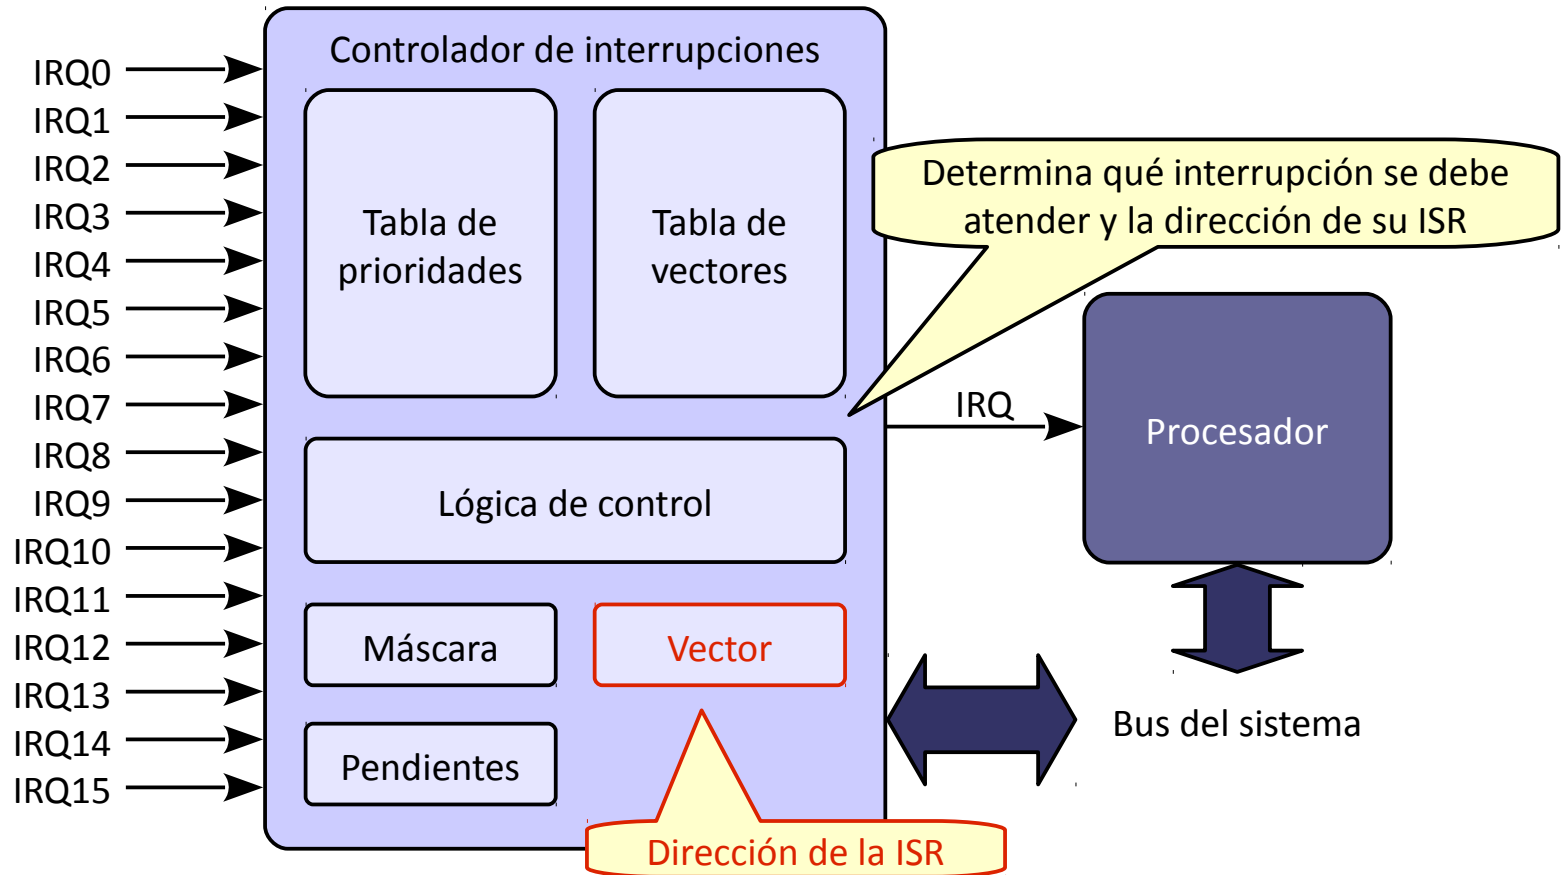 Controlador de interrupciones
IRQ0
IRQ1
IRQ2
IRQ3
IRQ4
IRQ5
IRQ6
IRQ7
IRQ8
IRQ9
IRQ10
IRQ11
IRQ12
IRQ13
IRQ14
IRQ15
Tabla de
prioridades
Tabla de
vectores
Determina qué interrupción se debe
atender y la dirección de su ISR
Lógica de control
IRQ
Procesador
Máscara
Vector
Pendientes
Bus del sistema
Dirección de la ISR